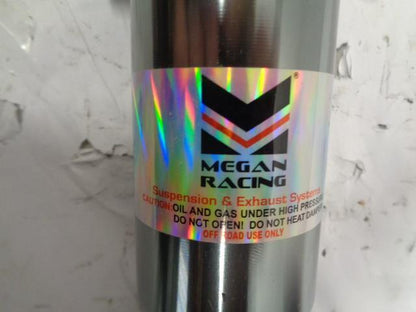 ®
MEGAN
RACING
Suspension & Exhaust Systems
CAUTION:OIL AND GAS UNDER HIGH PRESSURE
DO NOT OPEN! DO NOT HEAT DAMPER
OFF ROAD USE ONLY